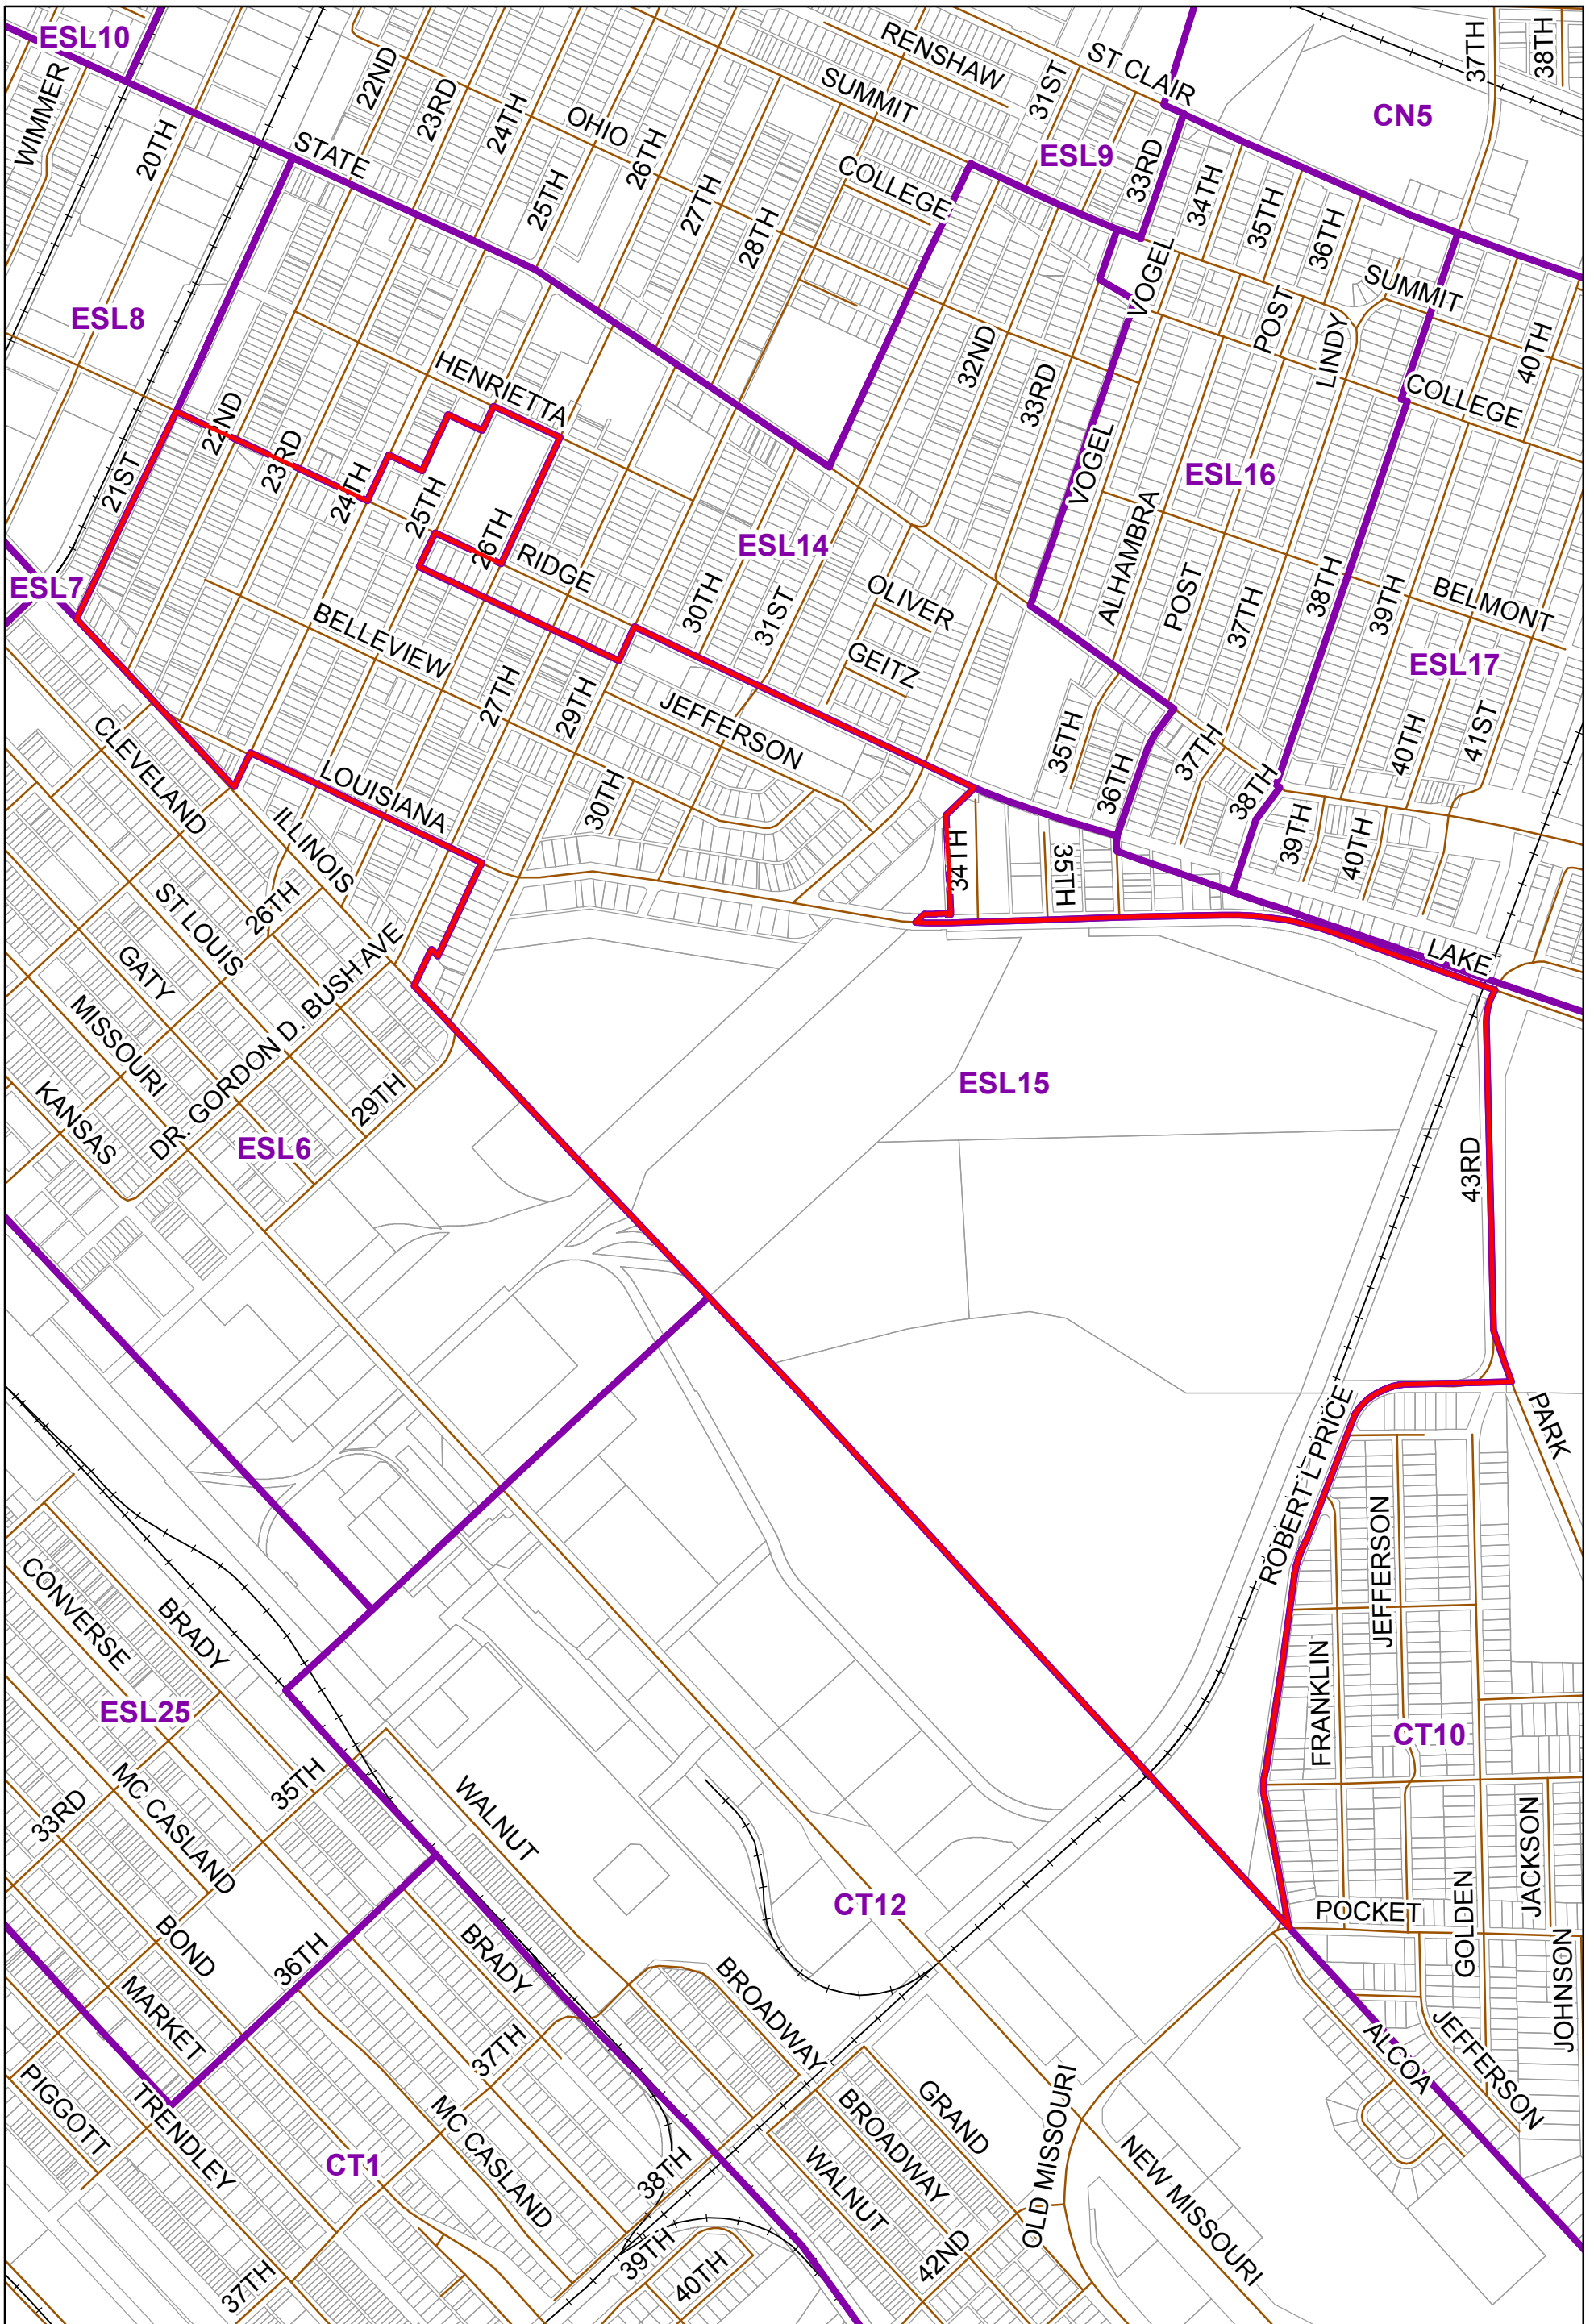 ESL10
WIMMER
20TH
22ND
23RD
24TH
STATE
OHIO
25TH
26TH
27TH
28TH
RENSHAW
SUMMIT
COLLEGE
31ST
ST CLAIR
ESL9
33RD
34TH
35TH
36TH
37TH
38TH
CN5
ESL8
VOGEL
POST
LINDY
SUMMIT
40TH
COLLEGE
HENRIETTA
32ND
33RD
VOGEL
ESL16
22ND
23RD
21ST
24TH
25TH
26TH
RIDGE
ESL14
ALHAMBRA
POST
37TH
38TH
39TH
BELMONT
ESL7
BELLEVIEW
30TH
31ST
OLIVER
GEITZ
ESL17
27TH
29TH
JEFFERSON
35TH
36TH
37TH
38TH
40TH
41ST
CLEVELAND
LOUISIANA
30TH
34TH
35TH
39TH
40TH
ILLINOIS
ST LOUIS
26TH
GATY
LAKE
MISSOURI
DR. GORDON D. BUSH AVE
KANSAS
29TH
ESL6
ESL15
43RD
PARK
ROBERT L PRICE
CONVERSE
BRADY
JEFFERSON
FRANKLIN
ESL25
CT10
35TH
MC CASLAND
33RD
WALNUT
JACKSON
CT12
POCKET
GOLDEN
BOND
36TH
BRADY
BROADWAY
JOHNSON
MARKET
37TH
ALCOA
JEFFERSON
PIGGOTT
TRENDLEY
MC CASLAND
GRAND
BROADWAY
OLD MISSOURI
CT1
38TH
WALNUT
NEW MISSOURI
37TH
39TH
40TH
42ND